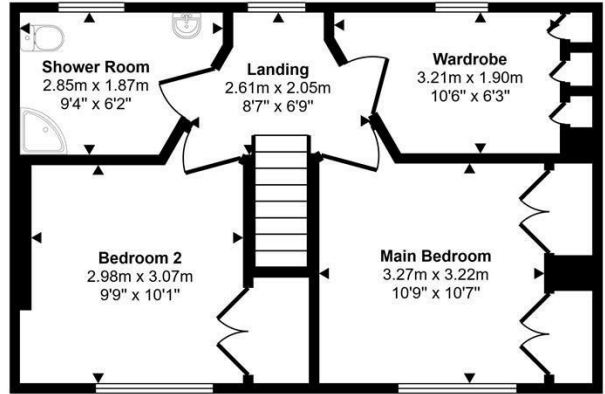 Shower Room
2.85m x 1.87m
9'4" x 6'2"
Landing
2.61m x 2.05m
8'7" x 6'9"
Wardrobe
3.21m x 1.90m
10'6" x 6'3"
Bedroom 2
2.98m x 3.07m
9'9" x 10'1"
Main Bedroom
3.27m x 3.22m
10'9" x 10'7"